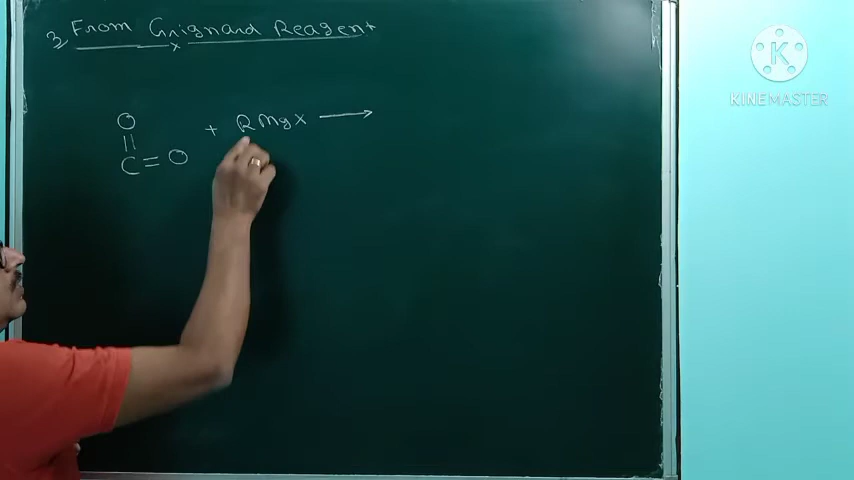 3, From Grignard Reagent
O
|| + RMgX ⟶
C = O
K
KINEMASTER